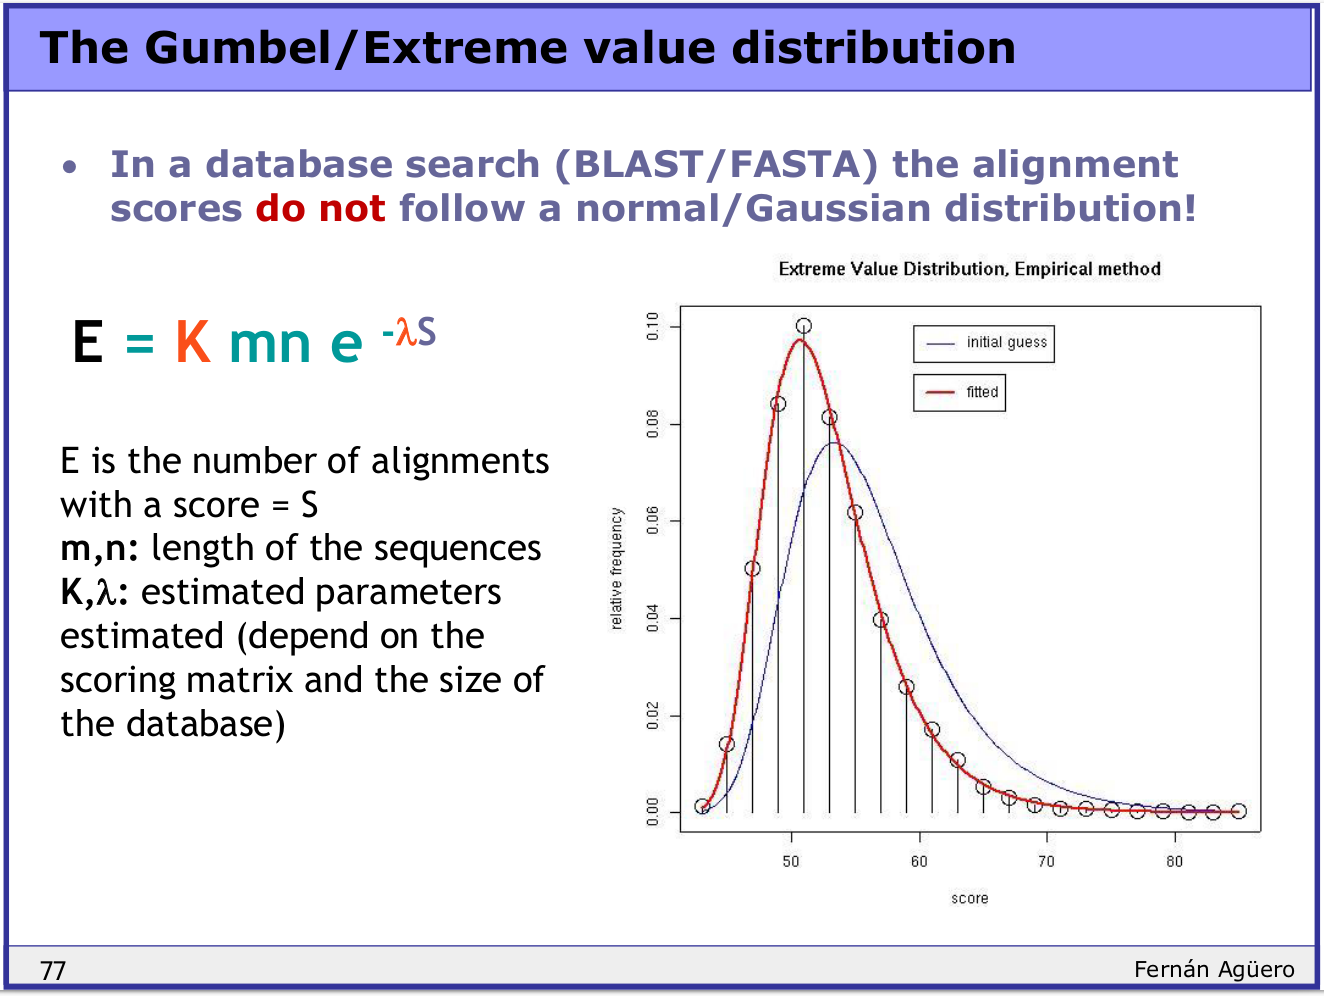 The Gumbel/Extreme value distribution
• In a database search (BLAST/FASTA) the alignment
scores do not follow a normal/Gaussian distribution!
E = K mn e -λS
E is the number of alignments
with a score = S
m,n: length of the sequences
K,λ: estimated parameters
estimated (depend on the
scoring matrix and the size of
the database)
Extreme Value Distribution, Empirical method
initial guess
fitted
relative frequency
0.10
0.08
0.06
0.04
0.02
0.00
50 60 70 80
score
77
Fernán Agüero